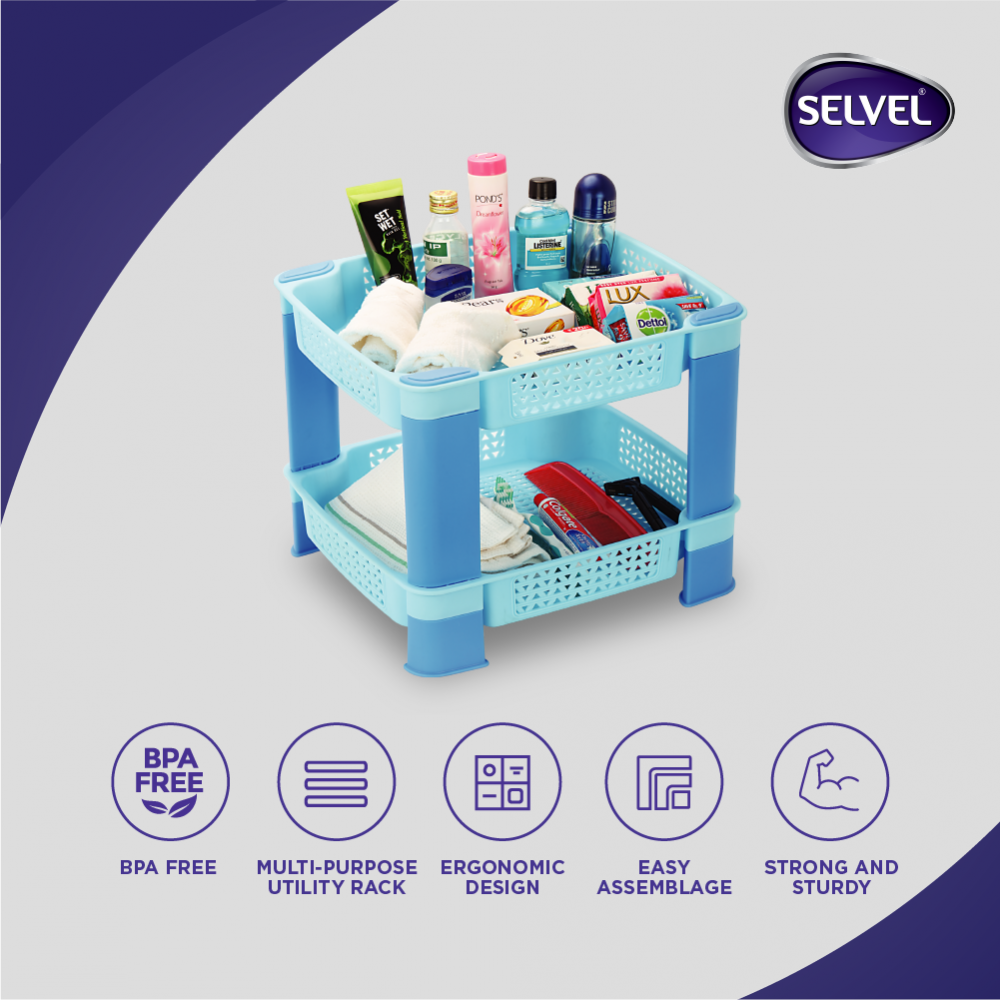 SELVEL®
SET
WET
POND'S
Dreamflower
LISTERINE
Pears
Dove
LUX
Dettol
Colgate
BPA
FREE
BPA FREE
MULTI-PURPOSE
UTILITY RACK
ERGONOMIC
DESIGN
EASY
ASSEMBLAGE
STRONG AND
STURDY